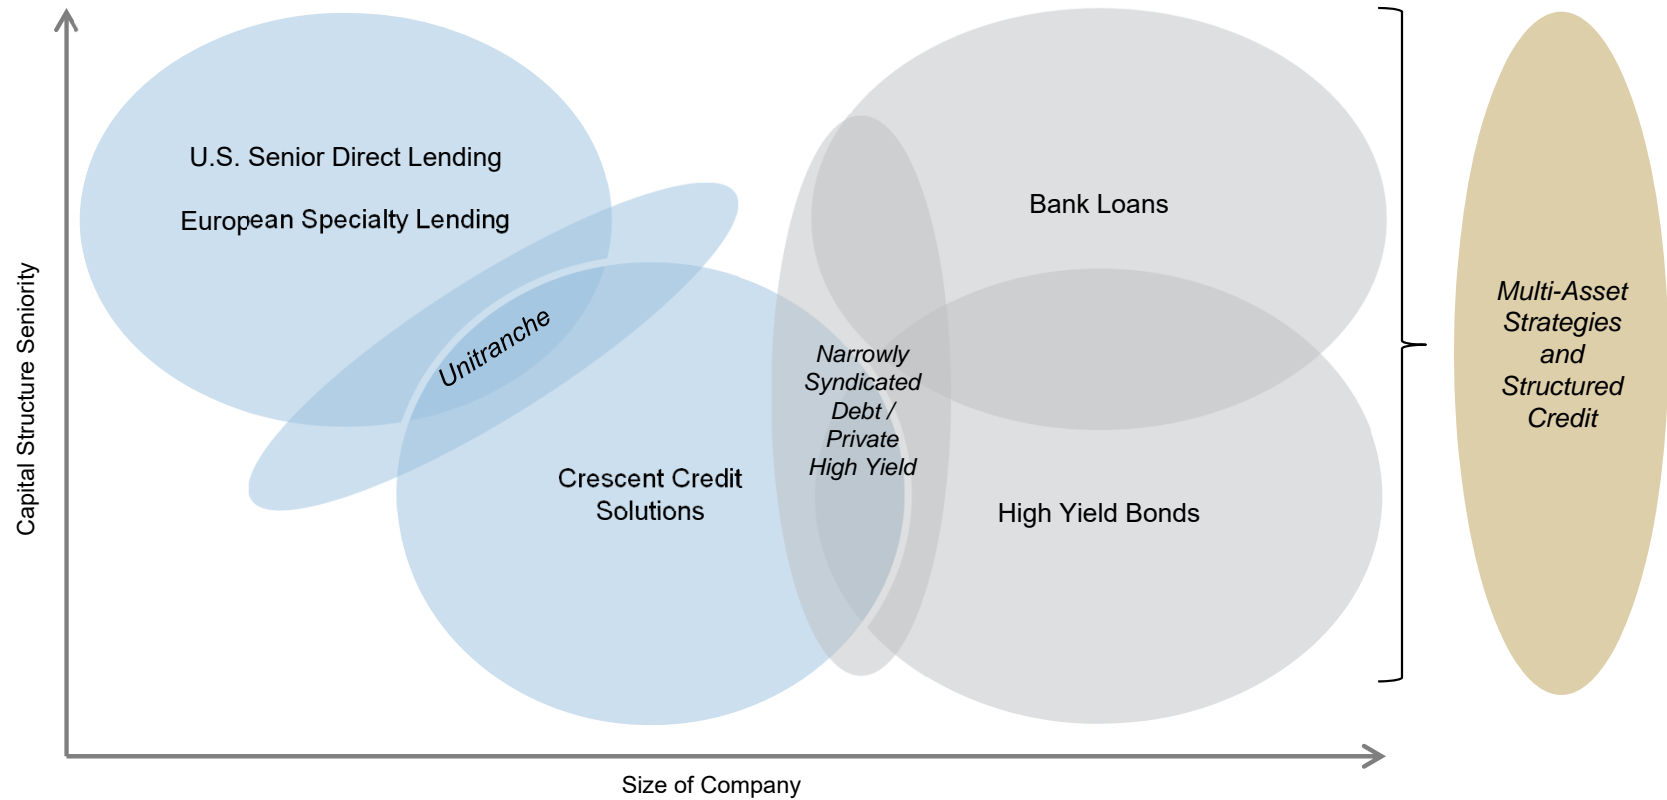 Capital Structure Seniority
U.S. Senior Direct Lending
European Specialty Lending
Unitranche
Crescent Credit
Solutions
Narrowly
Syndicated
Debt /
Private
High Yield
Bank Loans
High Yield Bonds
Multi-Asset
Strategies
and
Structured
Credit
Size of Company